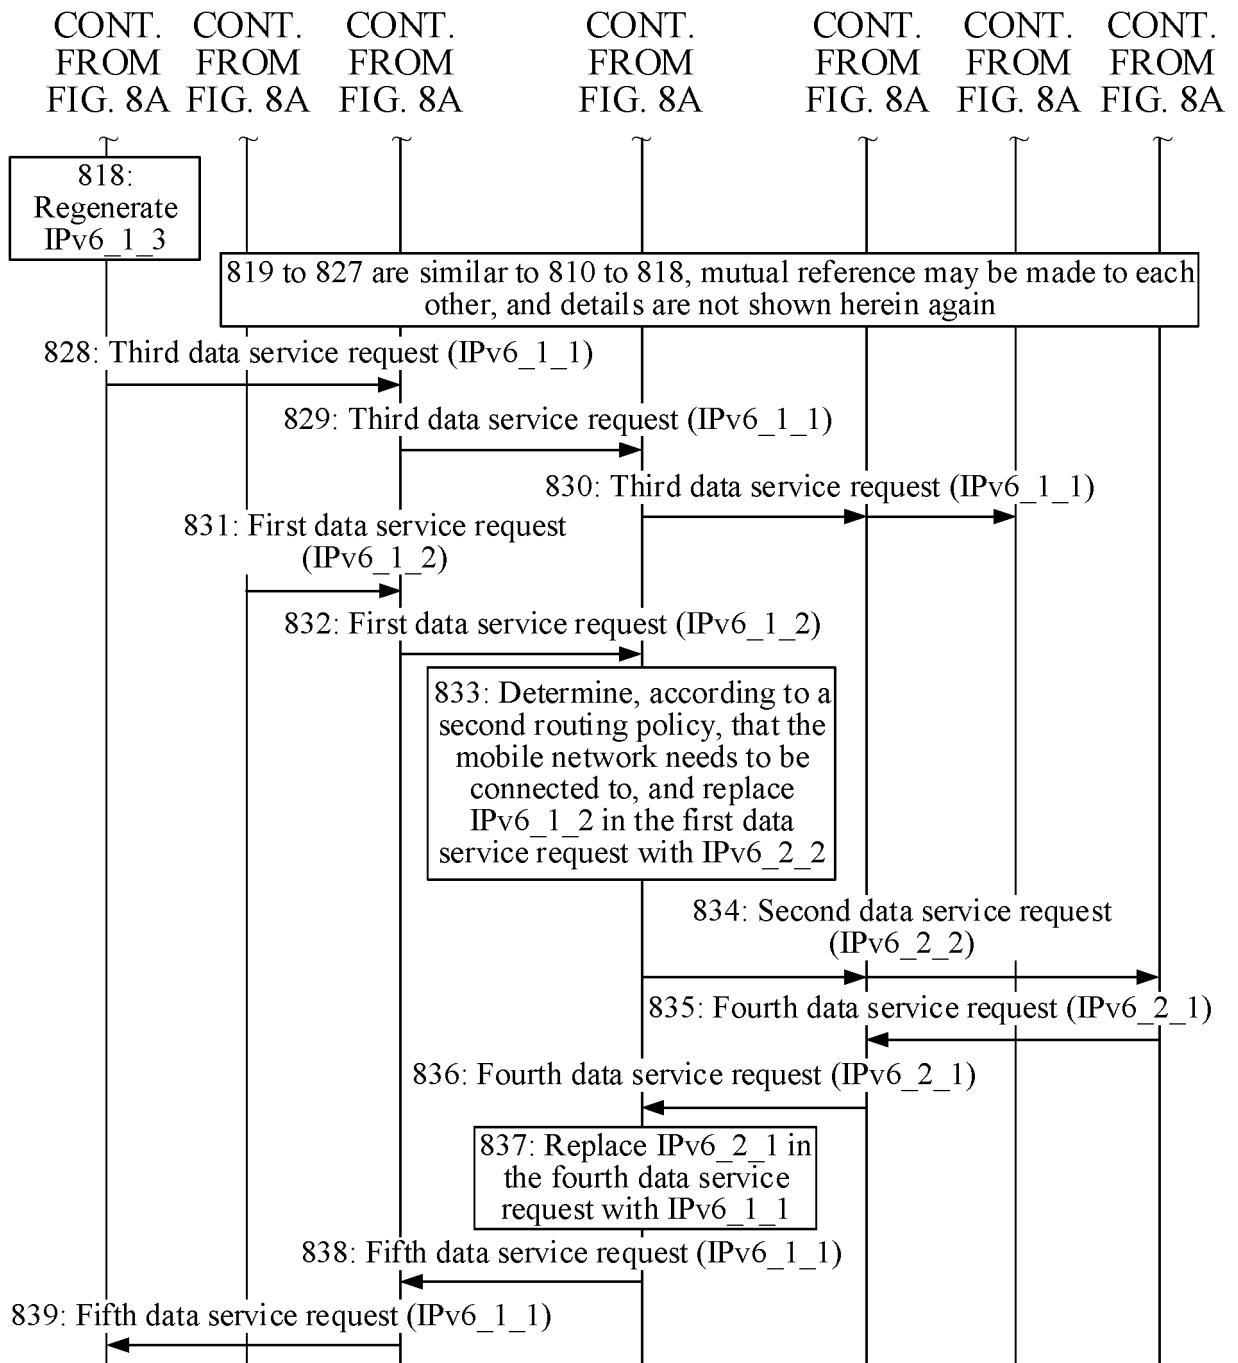 CONT. FROM FIG. 8A
CONT. FROM FIG. 8A
CONT. FROM FIG. 8A
CONT. FROM FIG. 8A
CONT. FROM FIG. 8A
CONT. FROM FIG. 8A
CONT. FROM FIG. 8A
818:
Regenerate
IPv6_1_3
819 to 827 are similar to 810 to 818, mutual reference may be made to each
other, and details are not shown herein again
828: Third data service request (IPv6_1_1)
829: Third data service request (IPv6_1_1)
830: Third data service request (IPv6_1_1)
831: First data service request
(IPv6_1_2)
832: First data service request (IPv6_1_2)
833: Determine, according to a
second routing policy, that the
mobile network needs to be
connected to, and replace
IPv6_1_2 in the first data
service request with IPv6_2_2
834: Second data service request
(IPv6_2_2)
835: Fourth data service request (IPv6_2_1)
836: Fourth data service request (IPv6_2_1)
837: Replace IPv6_2_1 in
the fourth data service
request with IPv6_1_1
838: Fifth data service request (IPv6_1_1)
839: Fifth data service request (IPv6_1_1)